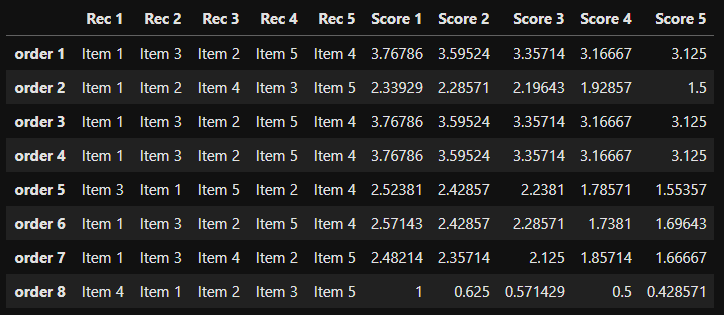 Rec 1 Rec 2 Rec 3 Rec 4 Rec 5 Score 1 Score 2 Score 3 Score 4 Score 5
order 1 Item 1 Item 3 Item 2 Item 5 Item 4 3.76786 3.59524 3.35714 3.16667 3.125
order 2 Item 1 Item 2 Item 4 Item 3 Item 5 2.33929 2.28571 2.19643 1.92857 1.5
order 3 Item 1 Item 3 Item 2 Item 5 Item 4 3.76786 3.59524 3.35714 3.16667 3.125
order 4 Item 1 Item 3 Item 2 Item 5 Item 4 3.76786 3.59524 3.35714 3.16667 3.125
order 5 Item 3 Item 1 Item 5 Item 2 Item 4 2.52381 2.42857 2.2381 1.78571 1.55357
order 6 Item 1 Item 3 Item 2 Item 5 Item 4 2.57143 2.42857 2.28571 1.7381 1.69643
order 7 Item 1 Item 3 Item 4 Item 2 Item 5 2.48214 2.35714 2.125 1.85714 1.66667
order 8 Item 4 Item 1 Item 2 Item 3 Item 5 1 0.625 0.571429 0.5 0.428571